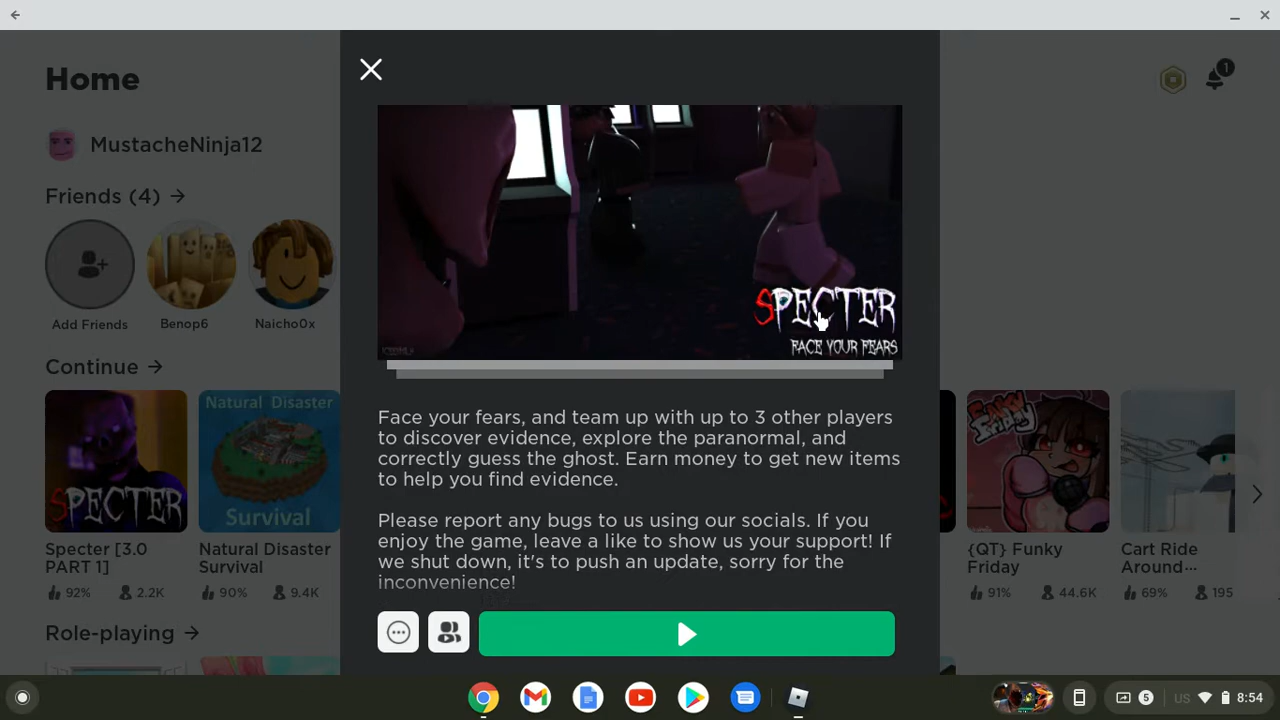 Home
1
MustacheNinja12
Friends (4)
Add Friends
Benop6
Naicho0x
Continue
SPECTER
Natural Disaster
Survival
Specter [3.0
PART 1]
92%
2.2K
Natural Disaster
Survival
90%
9.4K
SPECTER
FACE YOUR FEARS
Face your fears, and team up with up to 3 other players
to discover evidence, explore the paranormal, and
correctly guess the ghost. Earn money to get new items
to help you find evidence.
Please report any bugs to us using our socials. If you
enjoy the game, leave a like to show us your support! If
we shut down, it's to push an update, sorry for the
inconvenience!
Funky
Friday
{QT} Funky
Friday
91%
44.6K
Cart Ride
Around...
69%
195
Role-playing
5
US
8:54